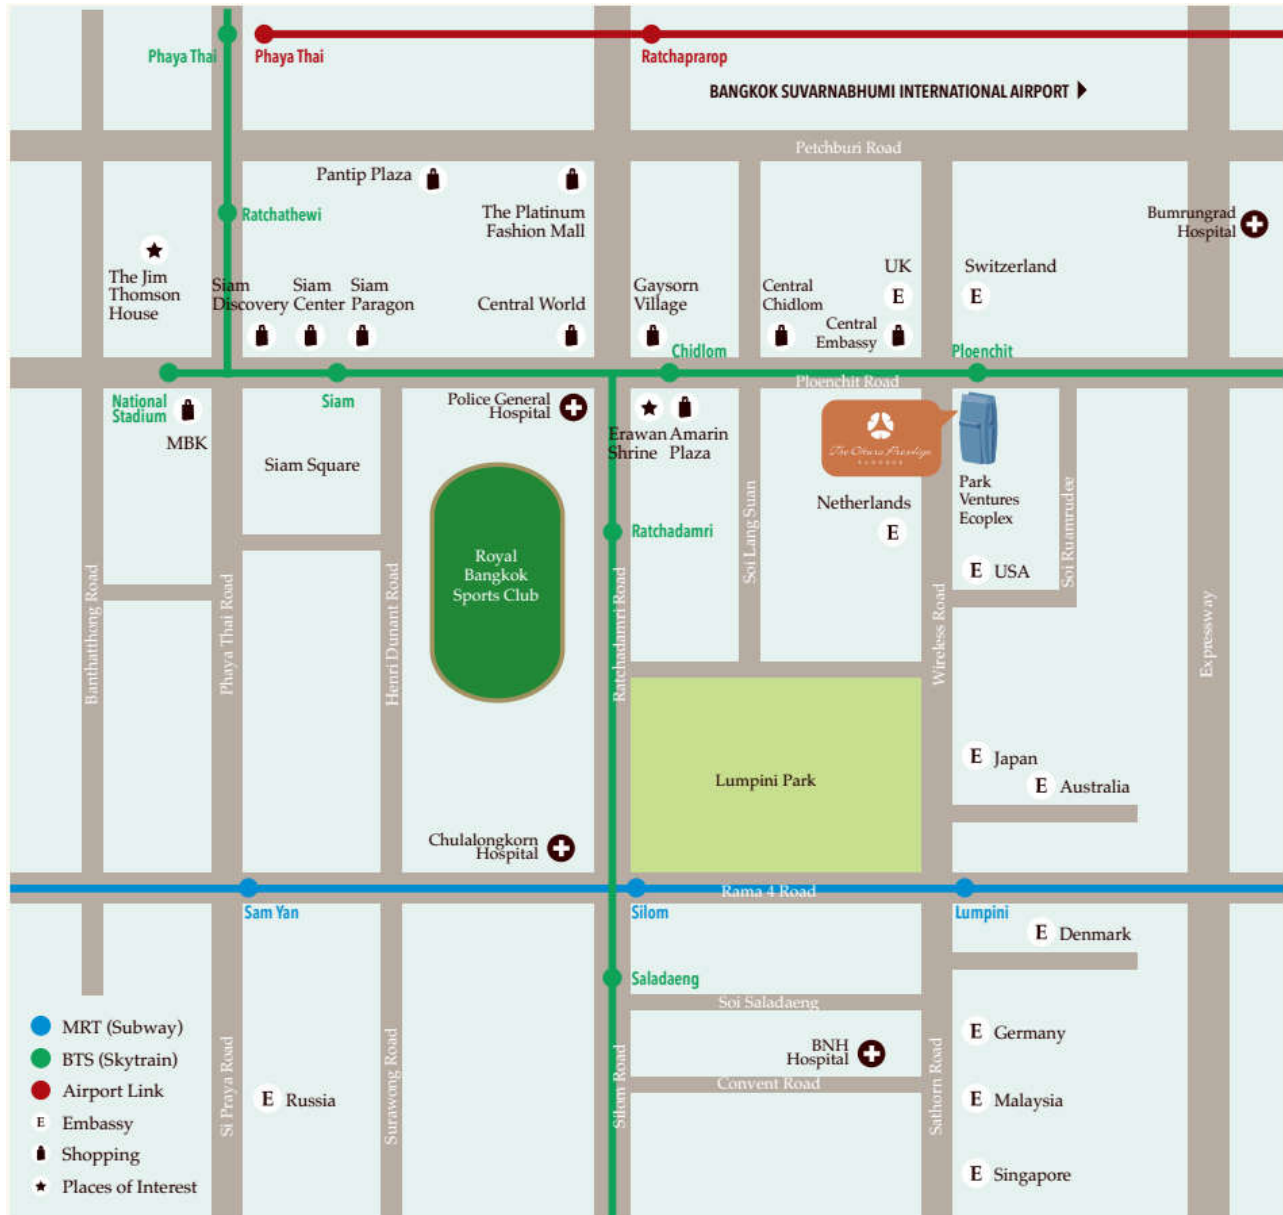 Phaya Thai
Phaya Thai
Ratchaprarop
BANGKOK SUVARNABHUMI INTERNATIONAL AIRPORT
Petchburi Road
Pantip Plaza
The Platinum
Fashion Mall
Ratchathewi
Bumrungrad
Hospital
The Jim
Thomson
House
Siam
Discovery
Siam
Center
Siam
Paragon
Central World
Gaysorn
Village
Central
Chidlom
UK
E
Central
Embassy
Switzerland
E
Chidlom
Ploenchit
Ploenchit Road
National
Stadium
MBK
Siam
Siam Square
Police General
Hospital
Erawan
Shrine
Amarin
Plaza
The Okura Prestige
BANGKOK
Park
Ventures
Ecoplex
Netherlands
E
Ratchadamri
Royal
Bangkok
Sports Club
E USA
Banthatthong Road
Phaya Thai Road
Henri Dunant Road
Ratchadamri Road
Soi Lang Suan
Wireless Road
Soi Ruamrudee
Expressway
Lumpini Park
E Japan
E Australia
Chulalongkorn
Hospital
Rama 4 Road
Sam Yan
Silom
Lumpini
E Denmark
Saladaeng
Soi Saladaeng
BNH
Hospital
Convent Road
E Germany
E Malaysia
E Singapore
E Russia
Si Praya Road
Surawong Road
Silom Road
Sathorn Road
MRT (Subway)
BTS (Skytrain)
Airport Link
E Embassy
Shopping
Places of Interest